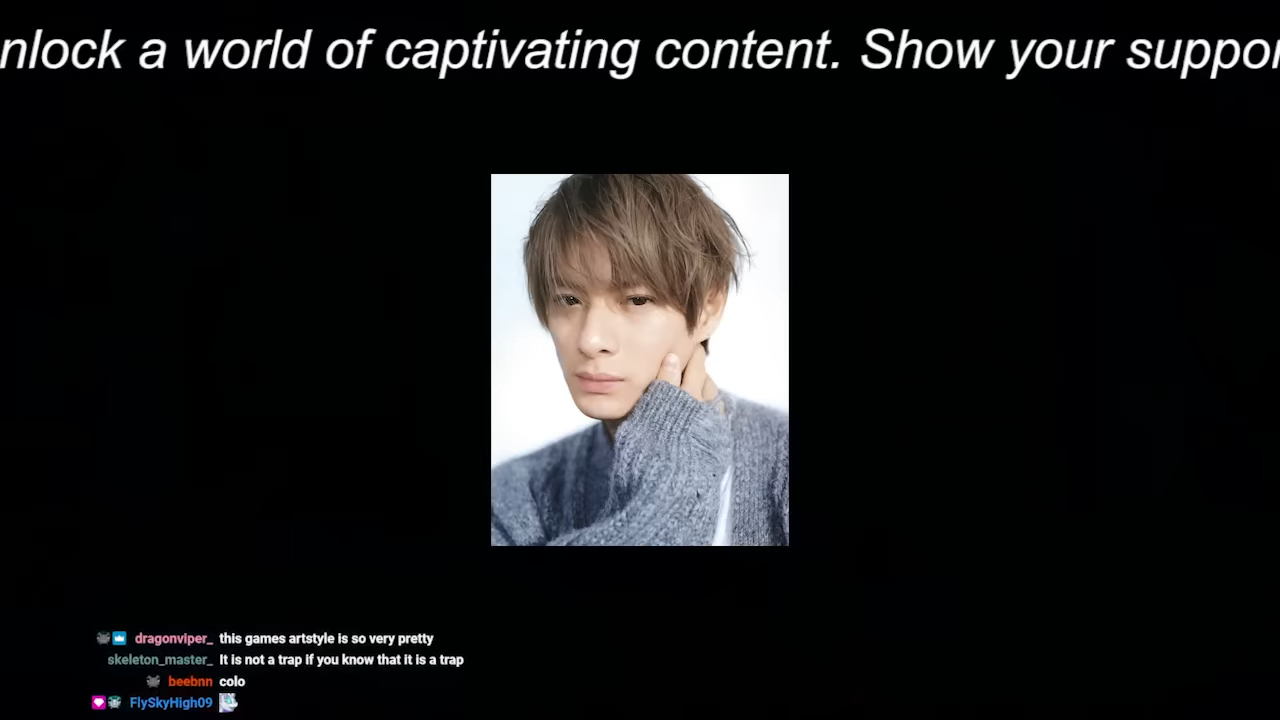 nlock a world of captivating content. Show your suppor
dragonviper_ this games artstyle is so very pretty
skeleton_master_ It is not a trap if you know that it is a trap
beebnn colo
FlySkyHigh09